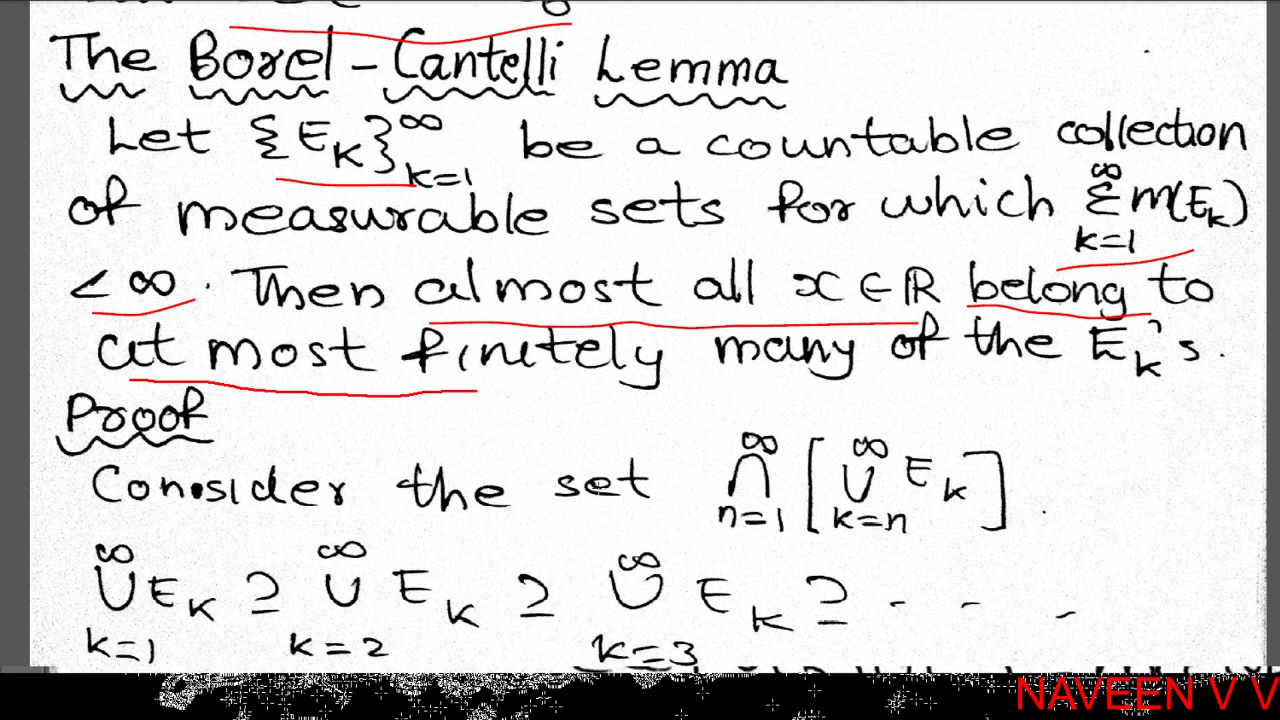 The Borel - Cantelli Lemma
Let {E_k}_{k=1}^∞ be a countable collection
of measurable sets for which ∑_{k=1}^∞ m(E_k)
< ∞. Then almost all x ∈ ℝ belong to
at most finitely many of the E_k's.
Proof
Consider the set ⋂_{n=1}^∞ [⋃_{k=n}^∞ E_k].
⋃_{k=1}^∞ E_k ⊇ ⋃_{k=2}^∞ E_k ⊇ ⋃_{k=3}^∞ E_k ⊇ - - -
NAVEEN V V